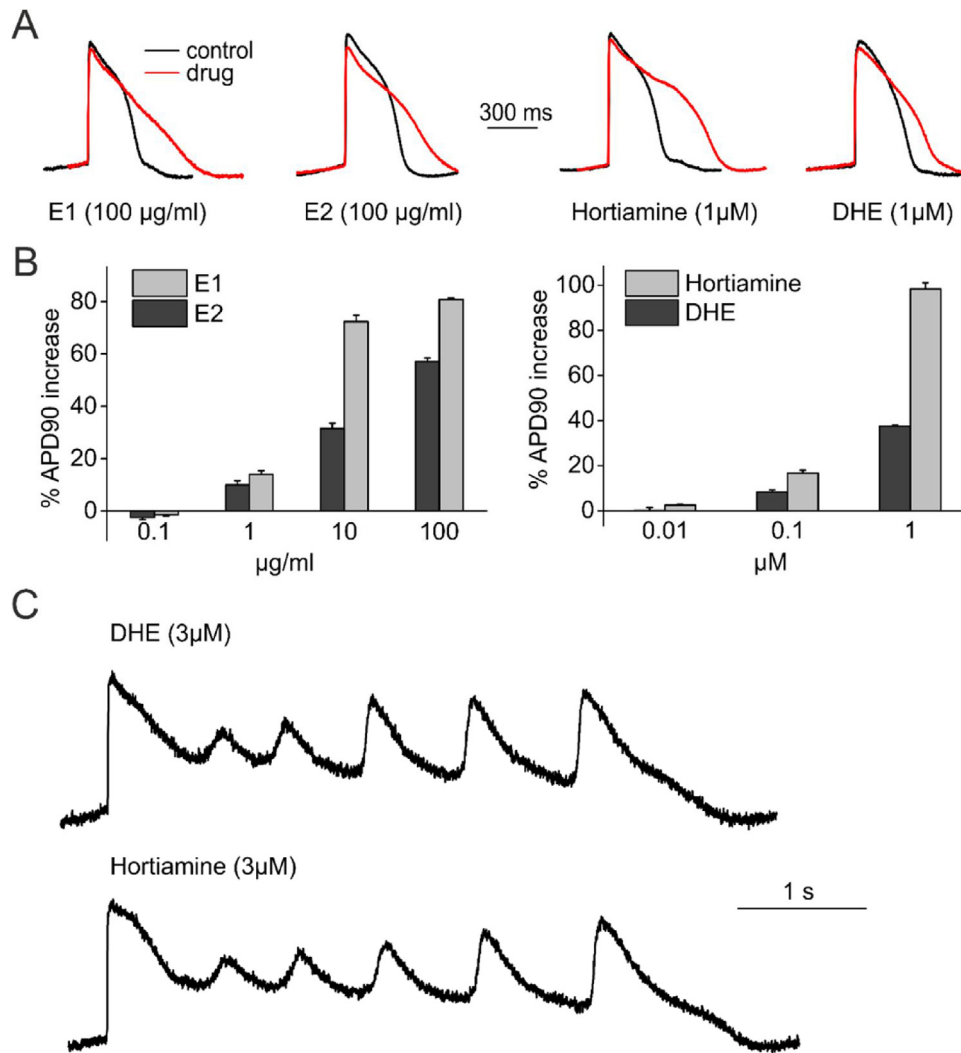 A
control
drug
300 ms
E1 (100 µg/ml)
E2 (100 µg/ml)
Hortiamine (1µM)
DHE (1µM)
B
% APD90 increase
80
60
40
20
0
E1
E2
0.1
1
10
100
µg/ml
% APD90 increase
100
80
60
40
20
0
Hortiamine
DHE
0.01
0.1
1
µM
C
DHE (3µM)
Hortiamine (3µM)
1 s